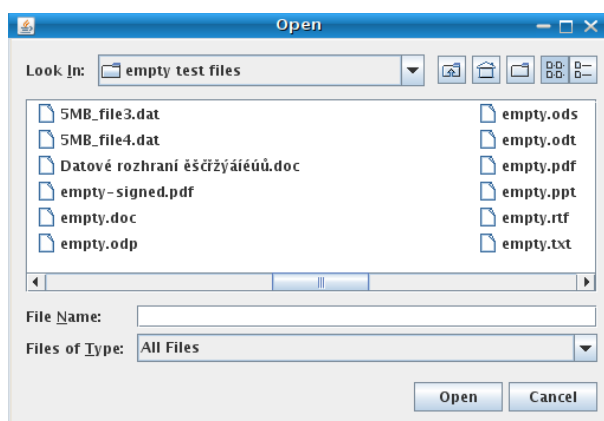 Open
Look In: empty test files
5MB_file3.dat
5MB_file4.dat
Datové rozhraní ěščřžýáíéúů.doc
empty-signed.pdf
empty.doc
empty.odp
empty.ods
empty.odt
empty.pdf
empty.ppt
empty.rtf
empty.txt
File Name:
Files of Type: All Files
Open Cancel